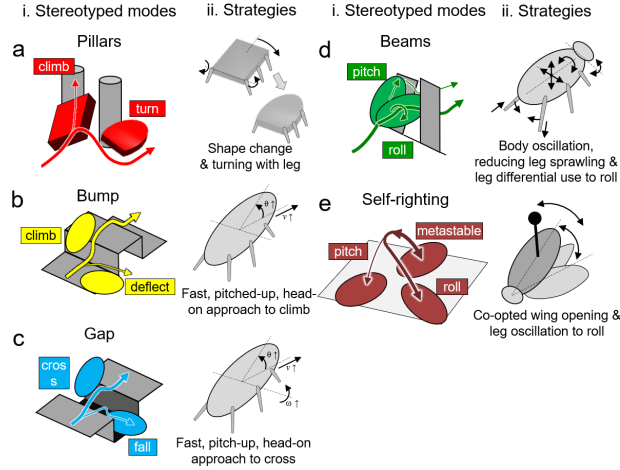 i. Stereotyped modes
ii. Strategies
a
Pillars
climb
turn
Shape change
& turning with leg
b
Bump
climb
deflect
θ↑
v↑
Fast, pitched-up, head-
on approach to climb
c
Gap
cros
s
fall
θ↑
v↑
ω↑
Fast, pitch-up, head-on
approach to cross
i. Stereotyped modes
ii. Strategies
d
Beams
pitch
roll
Body oscillation,
reducing leg sprawling &
leg differential use to roll
e
Self-righting
metastable
pitch
roll
Co-opted wing opening &
leg oscillation to roll